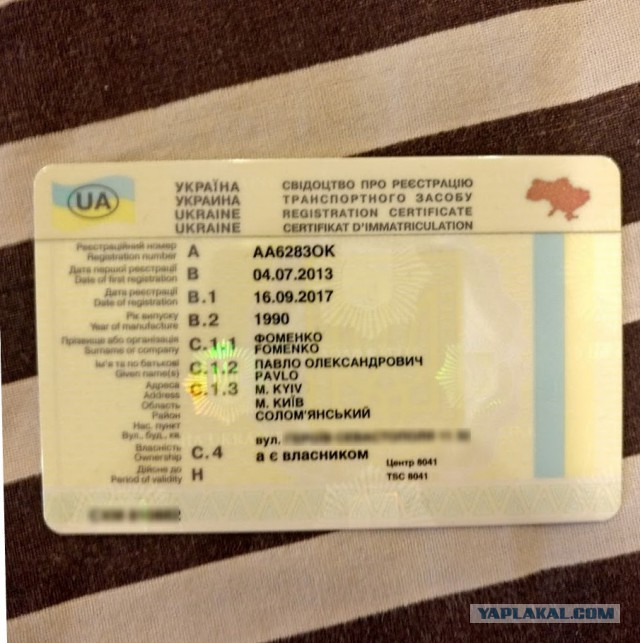 UA
УКРАЇНА СВІДОЦТВО ПРО РЕЄСТРАЦІЮ
УКРАИНА ТРАНСПОРТНОГО ЗАСОБУ
UKRAINE REGISTRATION CERTIFICATE
UKRAINE CERTIFIKAT D'IMMATRICULATION
Реєстраційний номер
Registration number A AA6283OK
Дата першої реєстрації
Date of first registration B 04.07.2013
Дата реєстрації
Date of registration B.1 16.09.2017
Рік випуску
Year of manufacture B.2 1990
Прізвище або організація C.1.1 ФОМЕНКО
Surname or company FOMENKO
Ім'я та по батькові C.1.2 ПАВЛО ОЛЕКСАНДРОВИЧ
Given name(s) PAVLO
Адреса C.1.3 M. KYIV
Address
Область М. КИЇВ
Район СОЛОМ'ЯНСЬКИЙ
Нас. пункт
Вул., буд., кв. вул.
Власність C.4 а є власником
Ownership
Центр 8041
Дійсне до H
Period of validity
TSC 8041
YAPLAKAL.COM